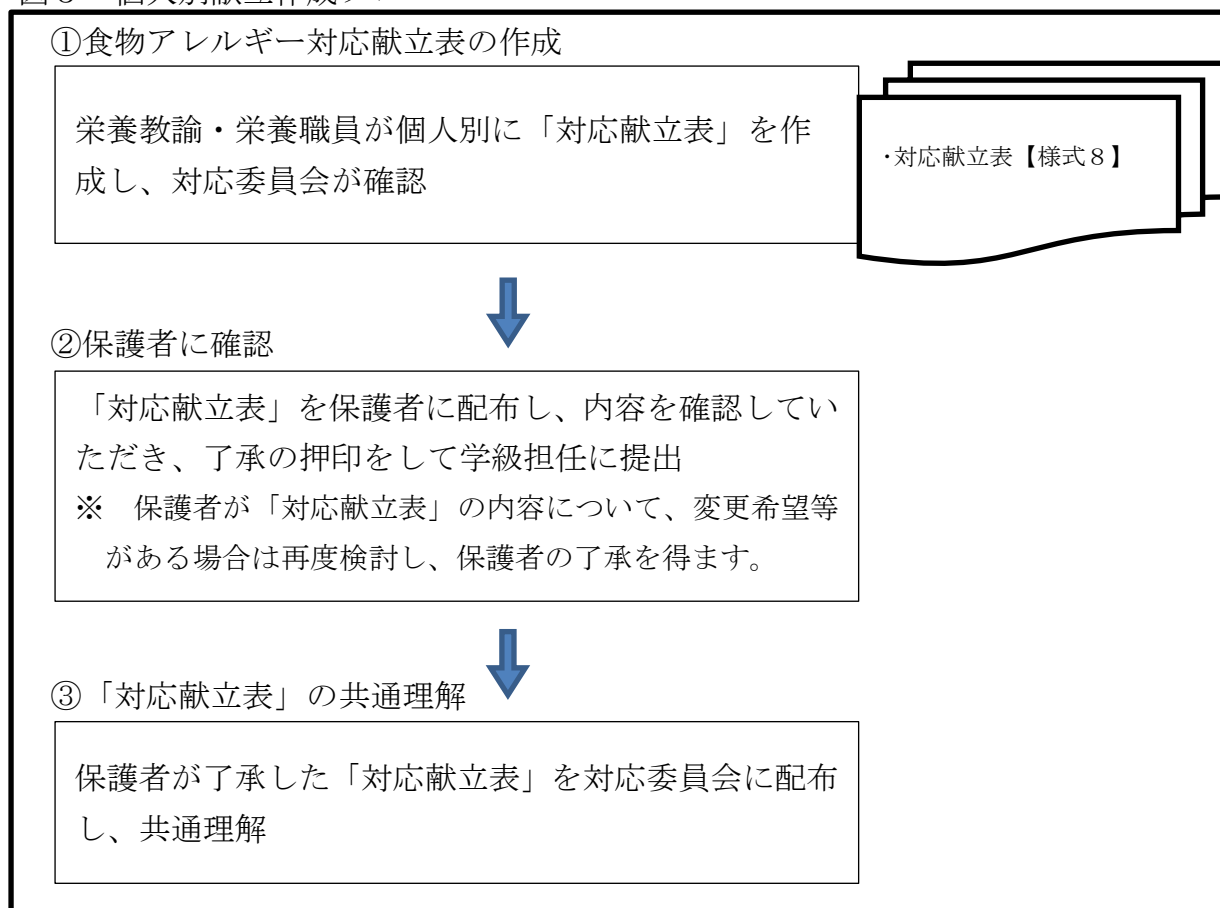 ①食物アレルギー対応献立表の作成
栄養教諭・栄養職員が個人別に「対応献立表」を作
成し、対応委員会が確認
・対応献立表【様式８】
②保護者に確認
「対応献立表」を保護者に配布し、内容を確認してい
ただき、了承の押印をして学級担任に提出
※　保護者が「対応献立表」の内容について、変更希望等
がある場合は再度検討し、保護者の了承を得ます。
③「対応献立表」の共通理解
保護者が了承した「対応献立表」を対応委員会に配布
し、共通理解